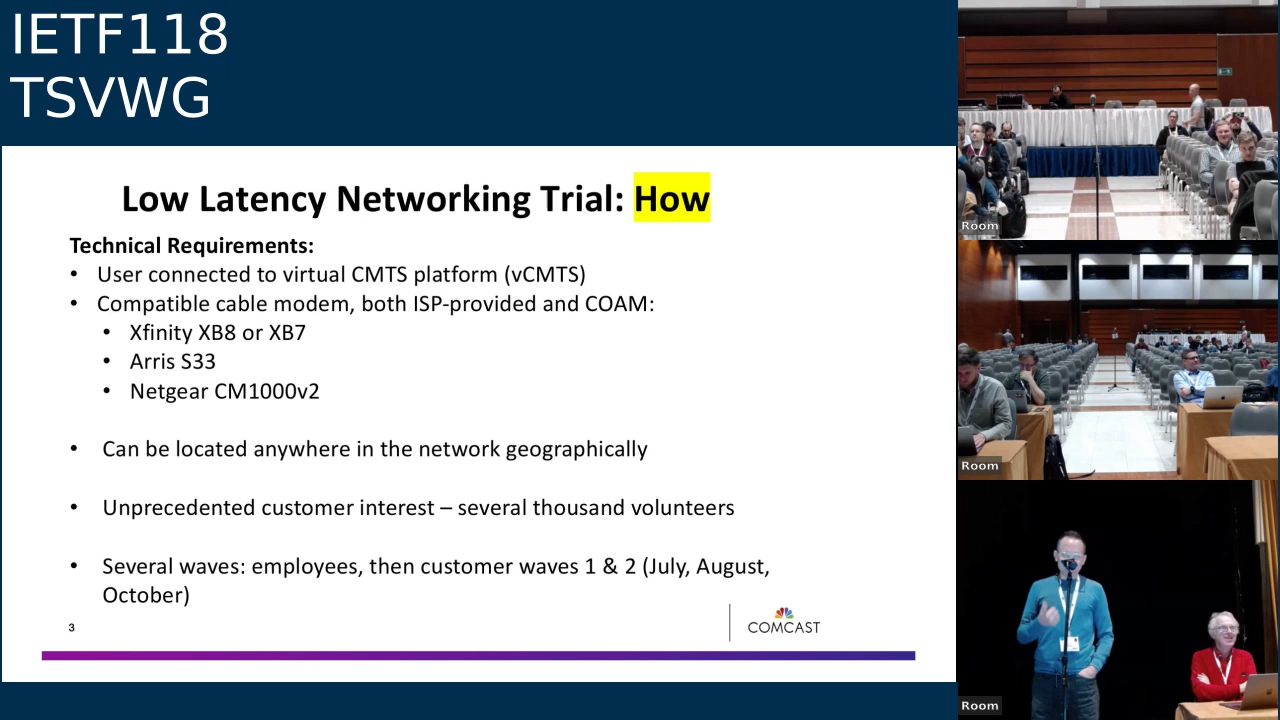 IETF118
TSVWG
Low Latency Networking Trial: How
Technical Requirements:
• User connected to virtual CMTS platform (vCMTS)
• Compatible cable modem, both ISP-provided and COAM:
• Xfinity XB8 or XB7
• Arris S33
• Netgear CM1000v2
• Can be located anywhere in the network geographically
• Unprecedented customer interest – several thousand volunteers
• Several waves: employees, then customer waves 1 & 2 (July, August,
October)
3
COMCAST
Room
Room
Room